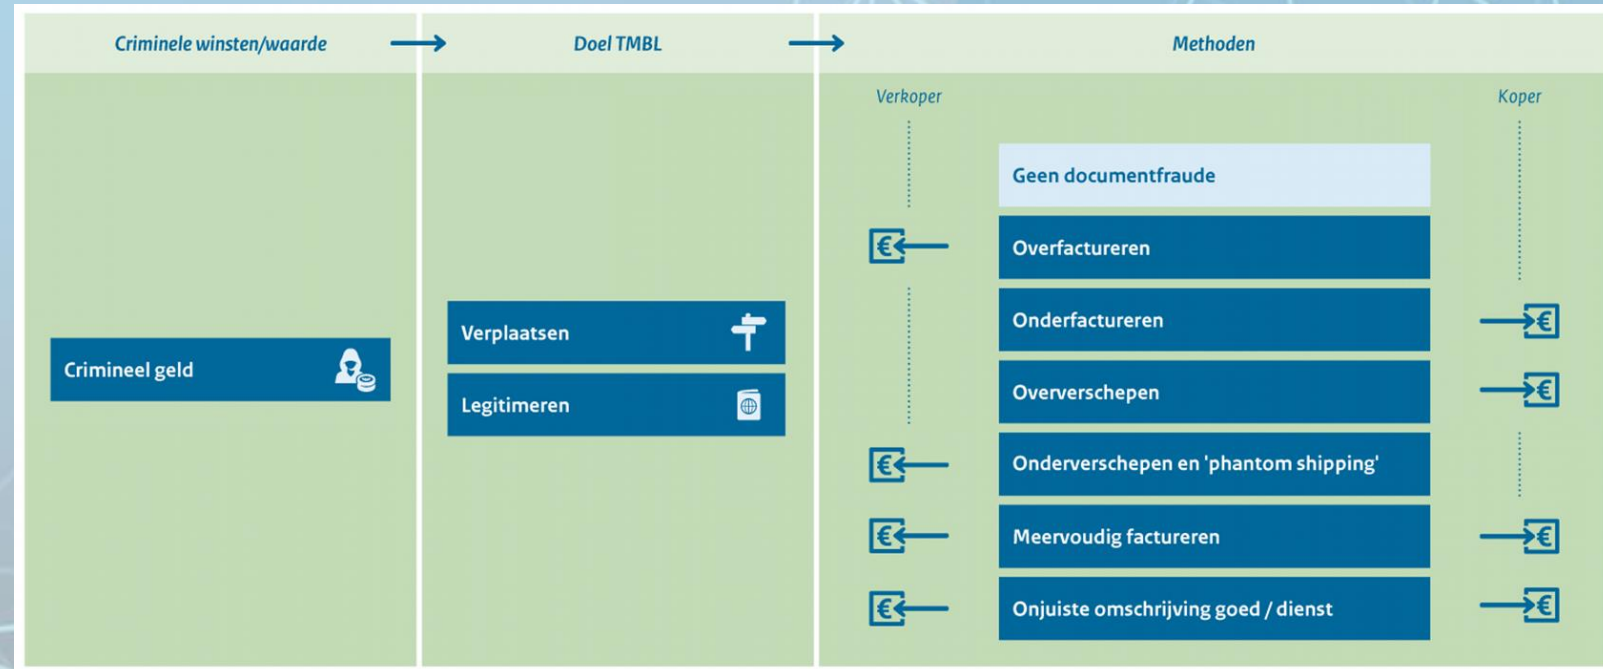 Criminele winsten/waarde
Doel TMBL
Methoden
Verkoper
Koper
Geen documentfraude
€
Overfactureren
Onderfactureren
€
Verplaatsen
Crimineel geld
Oververschepen
€
Legitimeren
€
Onderverschepen en 'phantom shipping'
€
Meervoudig factureren
€
€
Onjuiste omschrijving goed / dienst
€